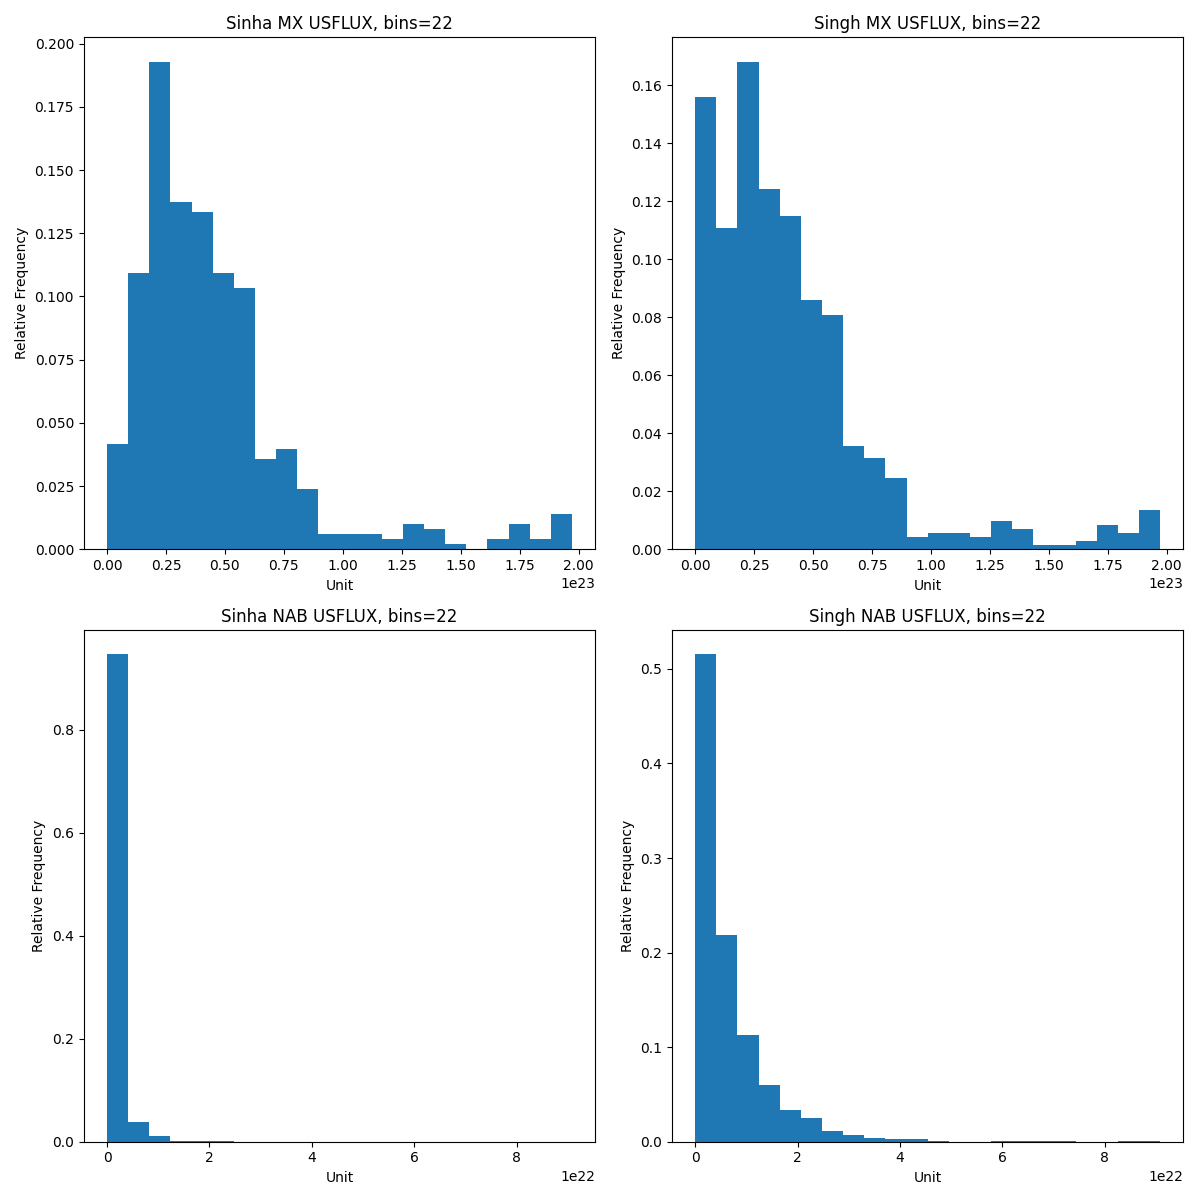 Sinha MX USFLUX, bins=22
Relative Frequency
0.200
0.175
0.150
0.125
0.100
0.075
0.050
0.025
0.000
0.00 0.25 0.50 0.75 1.00 1.25 1.50 1.75 2.00
1e23
Unit
Singh MX USFLUX, bins=22
Relative Frequency
0.16
0.14
0.12
0.10
0.08
0.06
0.04
0.02
0.00
0.00 0.25 0.50 0.75 1.00 1.25 1.50 1.75 2.00
1e23
Unit
Sinha NAB USFLUX, bins=22
Relative Frequency
0.8
0.6
0.4
0.2
0.0
0 2 4 6 8
1e22
Unit
Singh NAB USFLUX, bins=22
Relative Frequency
0.5
0.4
0.3
0.2
0.1
0.0
0 2 4 6 8
1e22
Unit